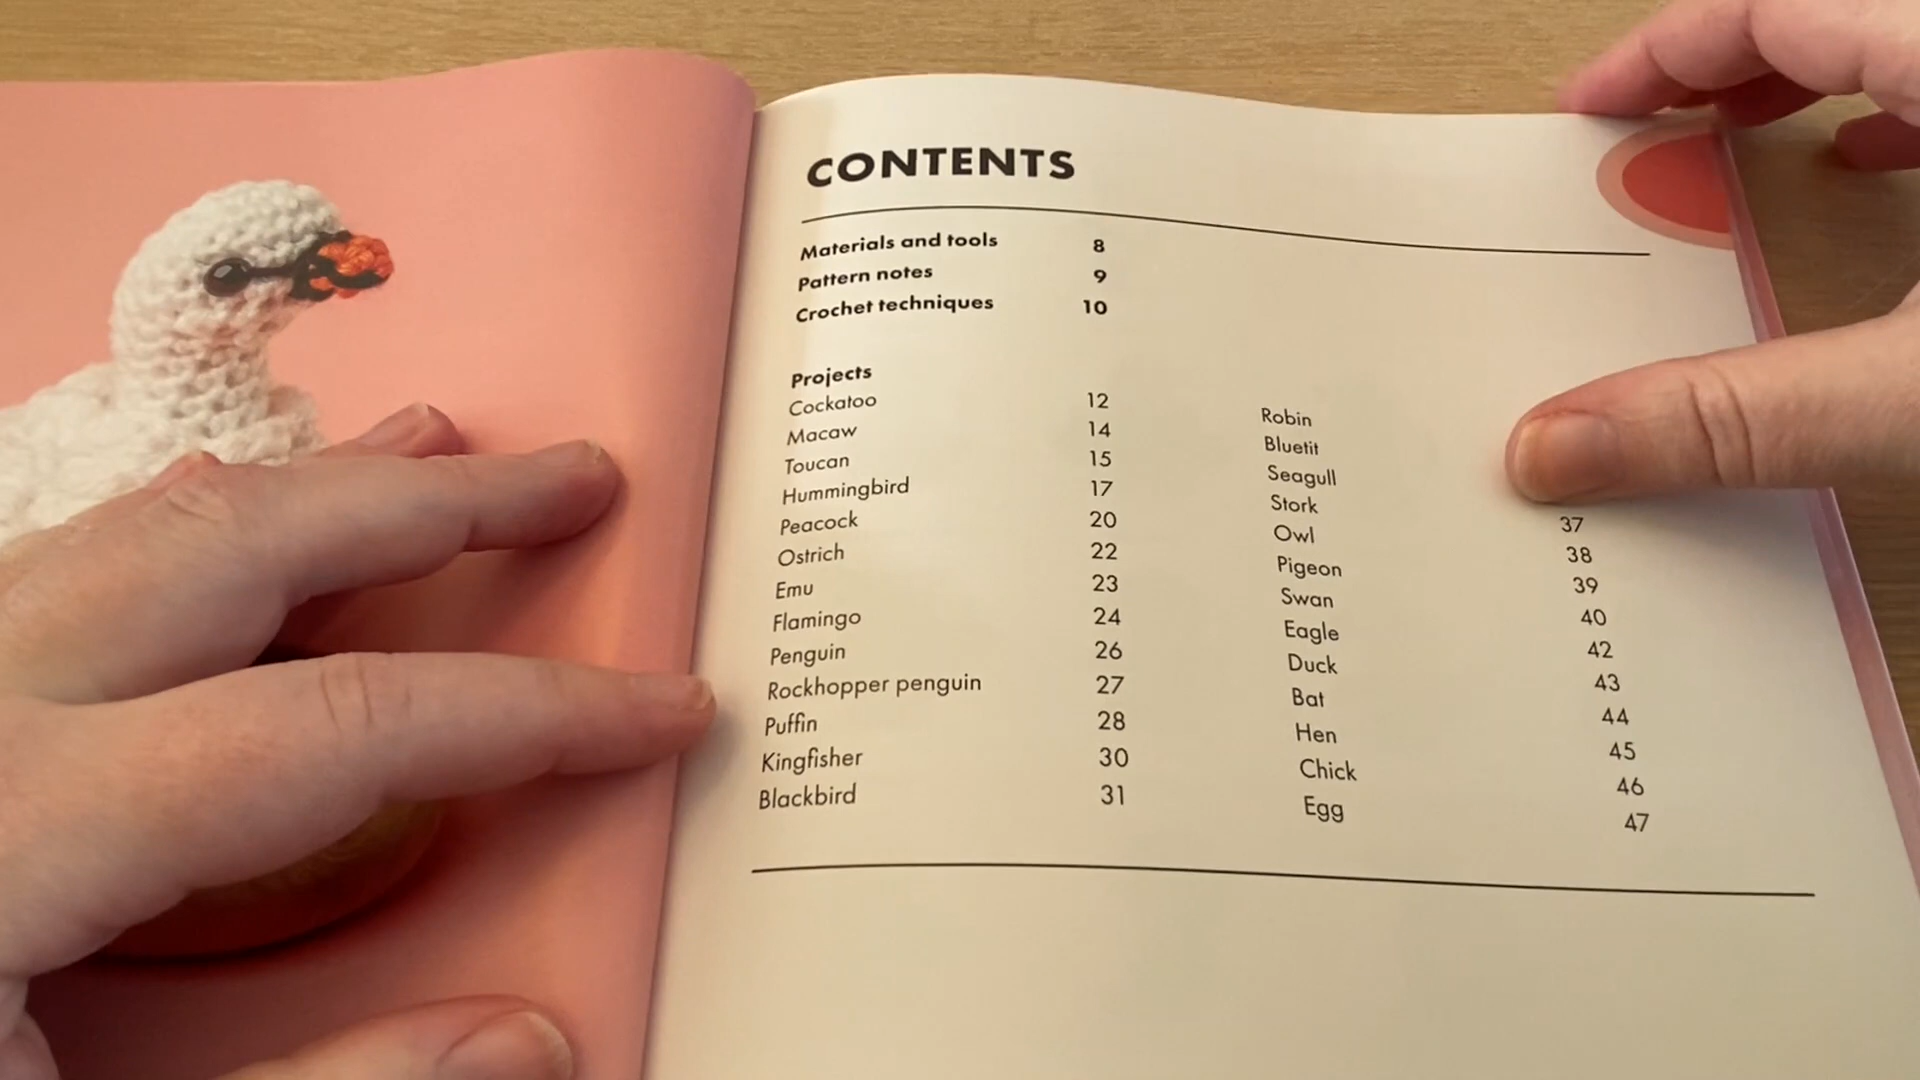 CONTENTS
Materials and tools 8
Pattern notes 9
Crochet techniques 10
Projects
Cockatoo 12
Macaw 14
Toucan 15
Hummingbird 17
Peacock 20
Ostrich 22
Emu 23
Flamingo 24
Penguin 26
Rockhopper penguin 27
Puffin 28
Kingfisher 30
Blackbird 31
Robin
Bluetit
Seagull
Stork 37
Owl 38
Pigeon 39
Swan 40
Eagle 42
Duck 43
Bat 44
Hen 45
Chick 46
Egg 47